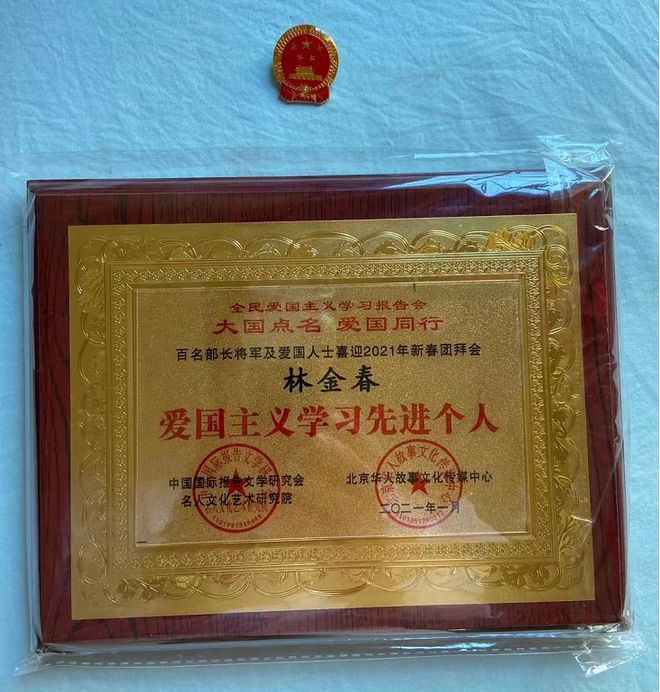 全民爱国主义学习报告会
大国点名 爱国同行
百名部长将军及爱国人士喜迎2021年新春团拜会
林金春
爱国主义学习先进个人
中国国际报告文学研究会
名人文化艺术研究院
北京华人故事文化传媒中心
二〇二一年一月